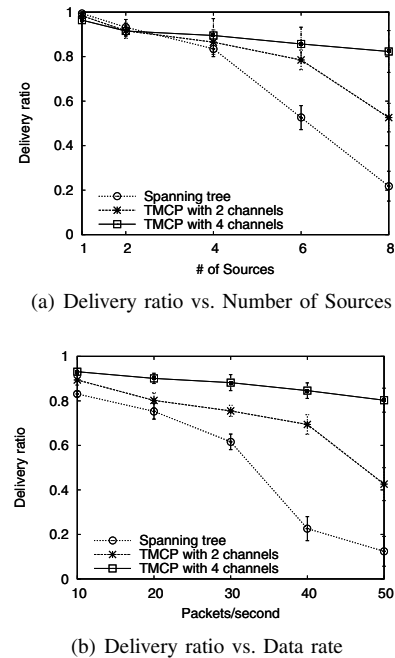 1
0.8
0.6
0.4
0.2
0
Delivery ratio
Spanning tree
TMCP with 2 channels
TMCP with 4 channels
1 2 4 6 8
# of Sources
(a) Delivery ratio vs. Number of Sources
1
0.8
0.6
0.4
0.2
0
Delivery ratio
Spanning tree
TMCP with 2 channels
TMCP with 4 channels
10 20 30 40 50
Packets/second
(b) Delivery ratio vs. Data rate